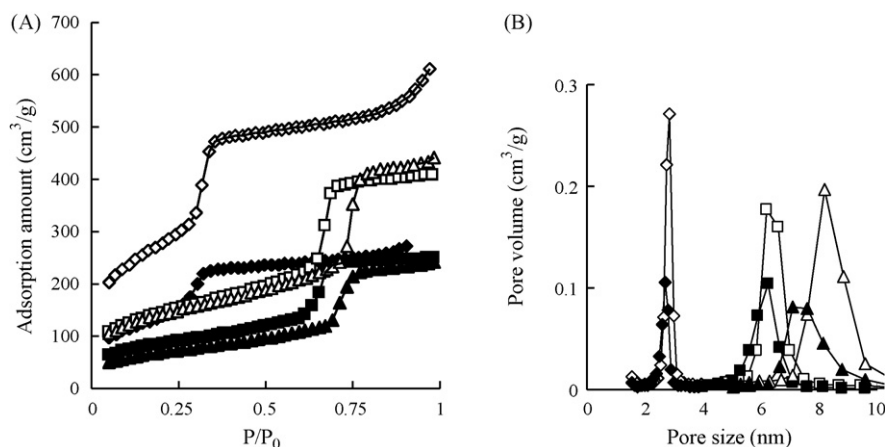 (A)
700
600
500
400
300
200
100
0
Adsorption amount (cm³/g)
0 0.25 0.5 0.75 1
P/P₀
(B)
0.3
0.2
0.1
0
Pore volume (cm³/g)
0 2 4 6 8 10
Pore size (nm)